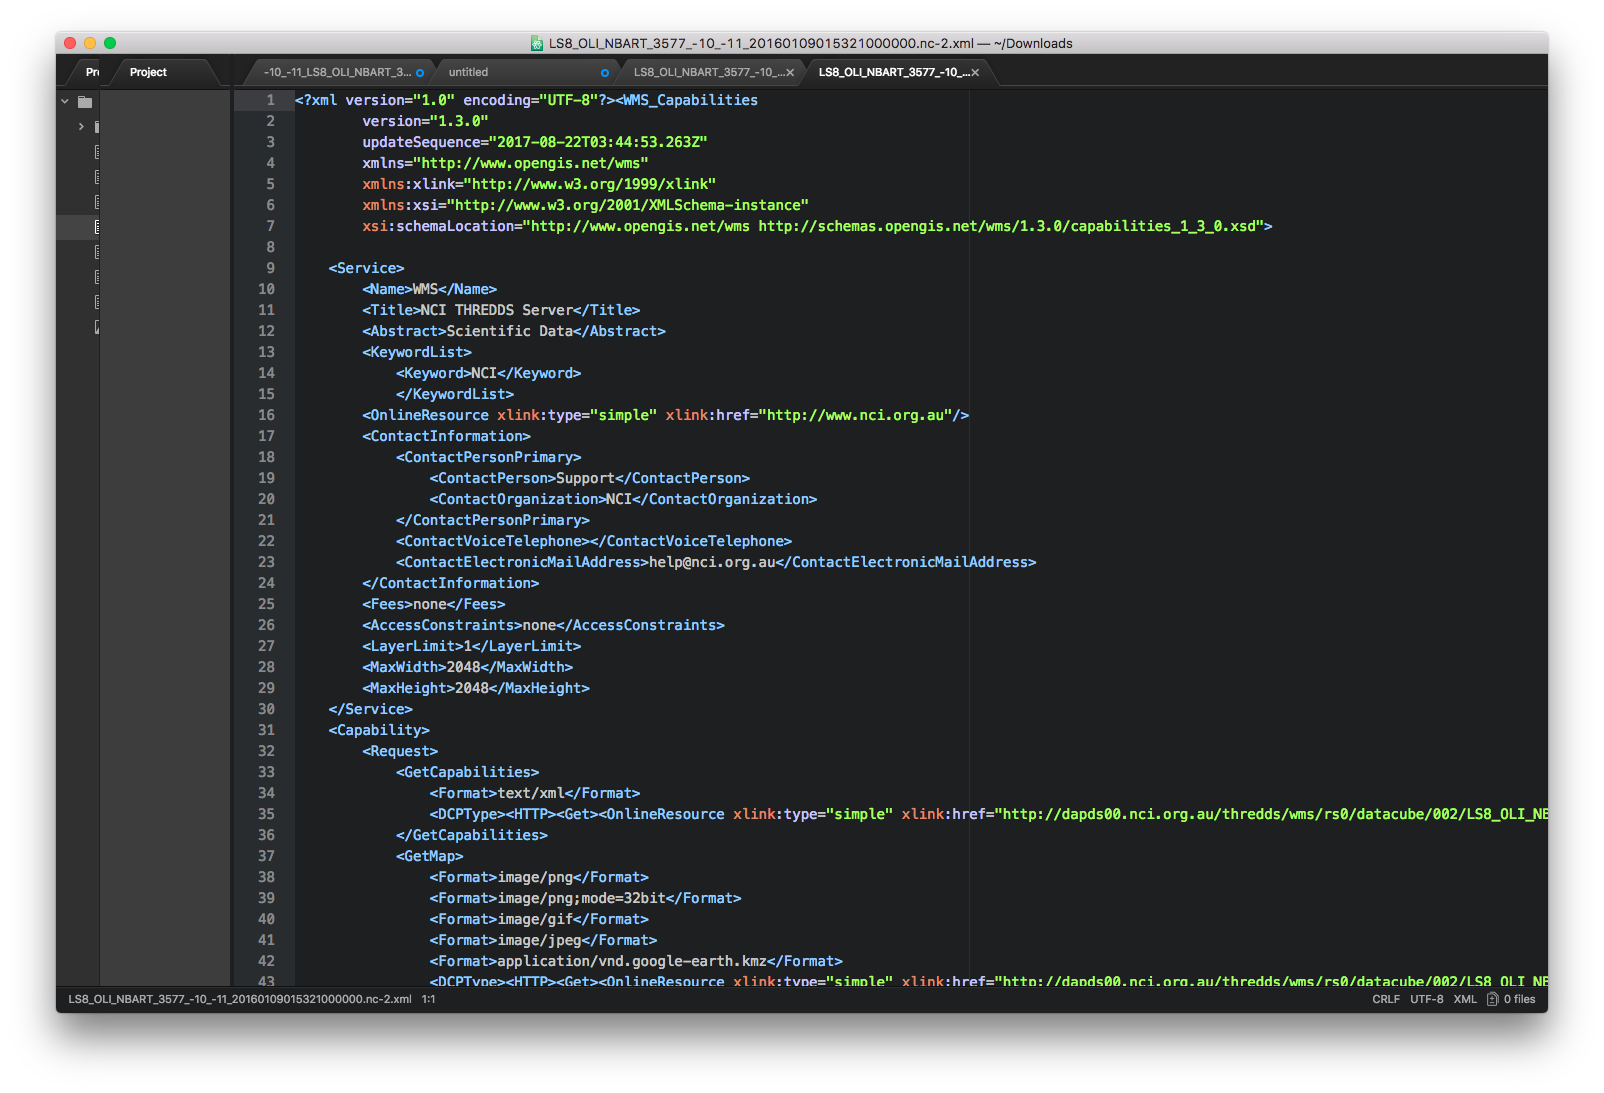 LS8_OLI_NBART_3577_-10_-11_20160109015321000000.nc-2.xml — ~/Downloads
Pr Project -10_-11_LS8_OLI_NBART_3... untitled LS8_OLI_NBART_3577_-10_...× LS8_OLI_NBART_3577_-10_...×
1 <?xml version="1.0" encoding="UTF-8"?><WMS_Capabilities
2 version="1.3.0"
3 updateSequence="2017-08-22T03:44:53.263Z"
4 xmlns="http://www.opengis.net/wms"
5 xmlns:xlink="http://www.w3.org/1999/xlink"
6 xmlns:xsi="http://www.w3.org/2001/XMLSchema-instance"
7 xsi:schemaLocation="http://www.opengis.net/wms http://schemas.opengis.net/wms/1.3.0/capabilities_1_3_0.xsd">
8
9 <Service>
10 <Name>WMS</Name>
11 <Title>NCI THREDDS Server</Title>
12 <Abstract>Scientific Data</Abstract>
13 <KeywordList>
14 <Keyword>NCI</Keyword>
15 </KeywordList>
16 <OnlineResource xlink:type="simple" xlink:href="http://www.nci.org.au"/>
17 <ContactInformation>
18 <ContactPersonPrimary>
19 <ContactPerson>Support</ContactPerson>
20 <ContactOrganization>NCI</ContactOrganization>
21 </ContactPersonPrimary>
22 <ContactVoiceTelephone></ContactVoiceTelephone>
23 <ContactElectronicMailAddress>help@nci.org.au</ContactElectronicMailAddress>
24 </ContactInformation>
25 <Fees>none</Fees>
26 <AccessConstraints>none</AccessConstraints>
27 <LayerLimit>1</LayerLimit>
28 <MaxWidth>2048</MaxWidth>
29 <MaxHeight>2048</MaxHeight>
30 </Service>
31 <Capability>
32 <Request>
33 <GetCapabilities>
34 <Format>text/xml</Format>
35 <DCPType><HTTP><Get><OnlineResource xlink:type="simple" xlink:href="http://dapds00.nci.org.au/thredds/wms/rs0/datacube/002/LS8_OLI_NB
36 </GetCapabilities>
37 <GetMap>
38 <Format>image/png</Format>
39 <Format>image/png;mode=32bit</Format>
40 <Format>image/gif</Format>
41 <Format>image/jpeg</Format>
42 <Format>application/vnd.google-earth.kmz</Format>
43 <DCPType><HTTP><Get><OnlineResource xlink:type="simple" xlink:href="http://dapds00.nci.org.au/thredds/wms/rs0/datacube/002/LS8_OLI_NB
LS8_OLI_NBART_3577_-10_-11_20160109015321000000.nc-2.xml 1:1 CRLF UTF-8 XML 0 files